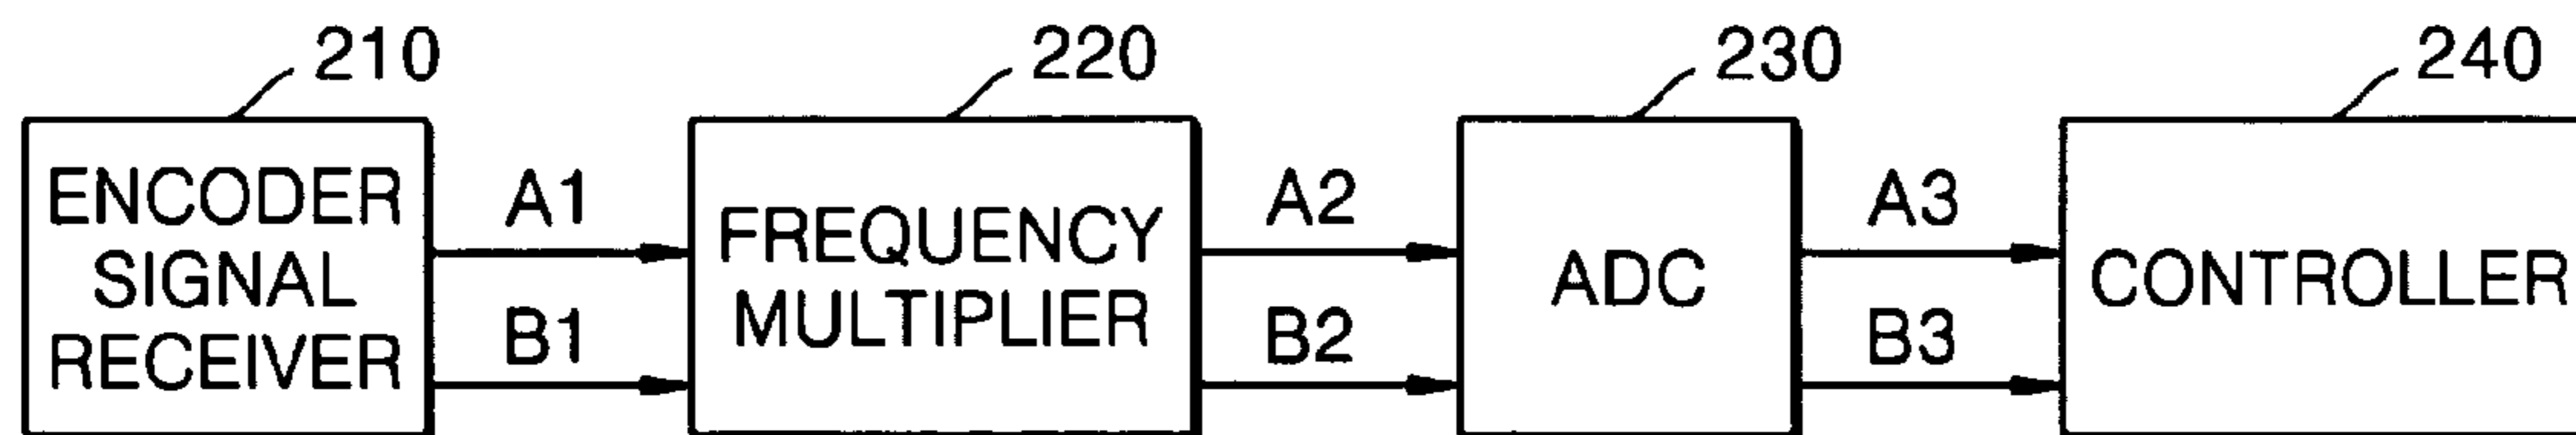 210
220
230
240
ENCODER
SIGNAL
RECEIVER
A1
B1
FREQUENCY
MULTIPLIER
A2
B2
ADC
A3
B3
CONTROLLER